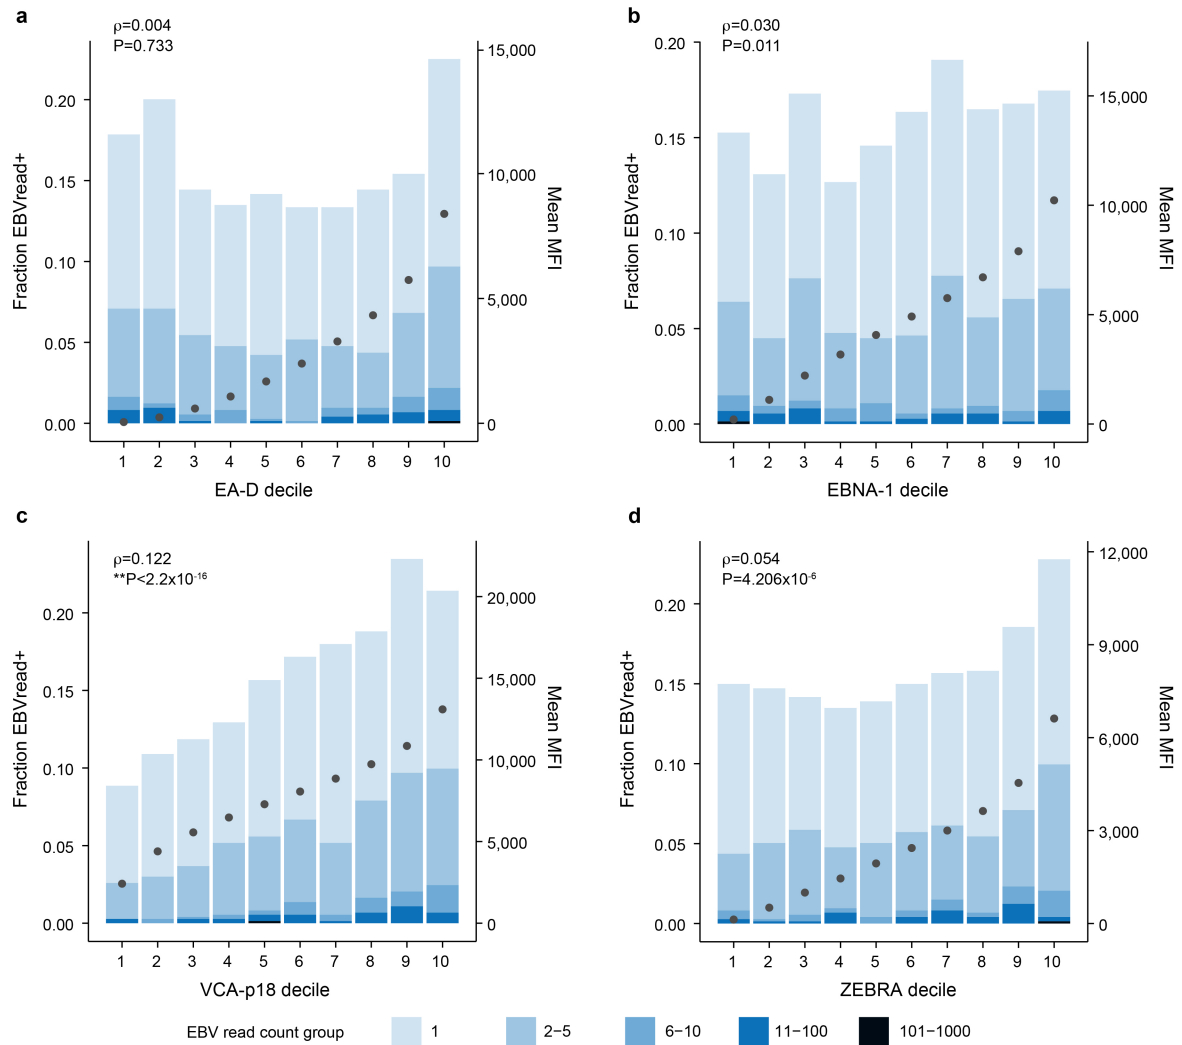 a
ρ=0.004
P=0.733
Fraction EBVread+
0.20
0.15
0.10
0.05
0.00
15,000
10,000
5,000
0
Mean MFI
1 2 3 4 5 6 7 8 9 10
EA-D decile
b
ρ=0.030
P=0.011
Fraction EBVread+
0.20
0.15
0.10
0.05
0.00
15,000
10,000
5,000
0
Mean MFI
1 2 3 4 5 6 7 8 9 10
EBNA-1 decile
c
ρ=0.122
**P<2.2x10⁻¹⁶
Fraction EBVread+
0.20
0.15
0.10
0.05
0.00
20,000
15,000
10,000
5,000
0
Mean MFI
1 2 3 4 5 6 7 8 9 10
VCA-p18 decile
d
ρ=0.054
P=4.206x10⁻⁶
Fraction EBVread+
0.20
0.15
0.10
0.05
0.00
12,000
9,000
6,000
3,000
0
Mean MFI
1 2 3 4 5 6 7 8 9 10
ZEBRA decile
EBV read count group 1 2−5 6−10 11−100 101−1000